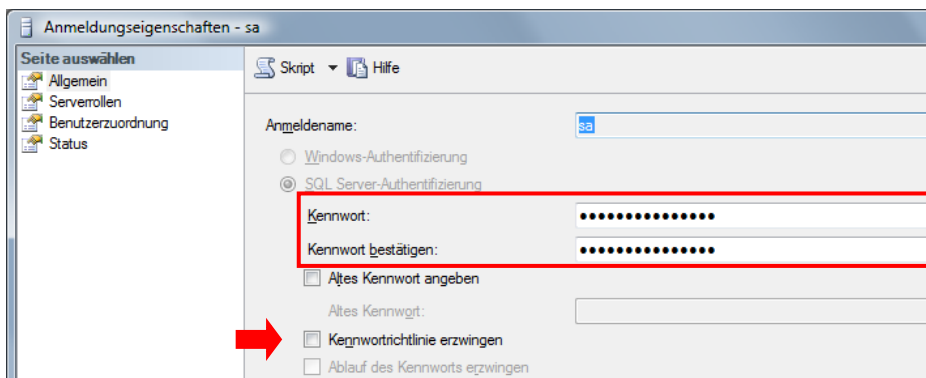 Anmeldungseigenschaften - sa
Seite auswählen
Allgemein
Serverrollen
Benutzerzuordnung
Status
Skript
Hilfe
Anmeldename:
sa
Windows-Authentifizierung
SQL Server-Authentifizierung
Kennwort: ●●●●●●●●●●●●●●●
Kennwort bestätigen: ●●●●●●●●●●●●●●●
Altes Kennwort angeben
Altes Kennwort:
Kennwortrichtlinie erzwingen
Ablauf des Kennworts erzwingen